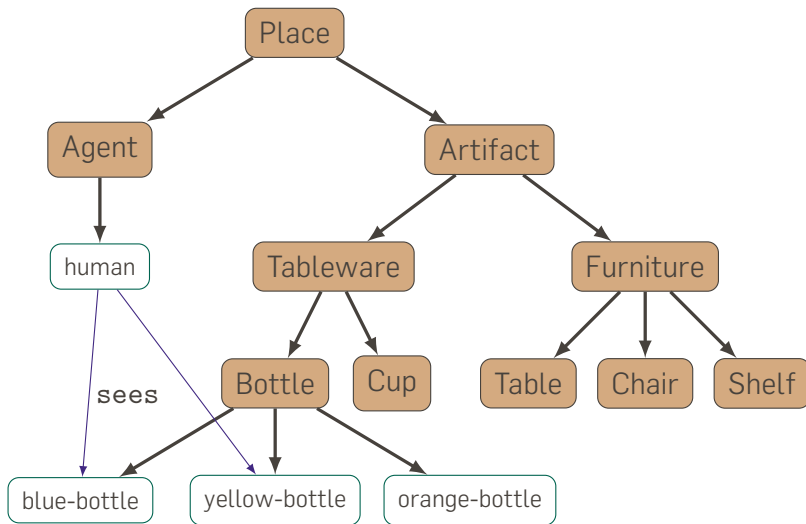 Place
Agent
Artifact
human
Tableware
Furniture
Bottle
Cup
Table
Chair
Shelf
sees
blue-bottle
yellow-bottle
orange-bottle